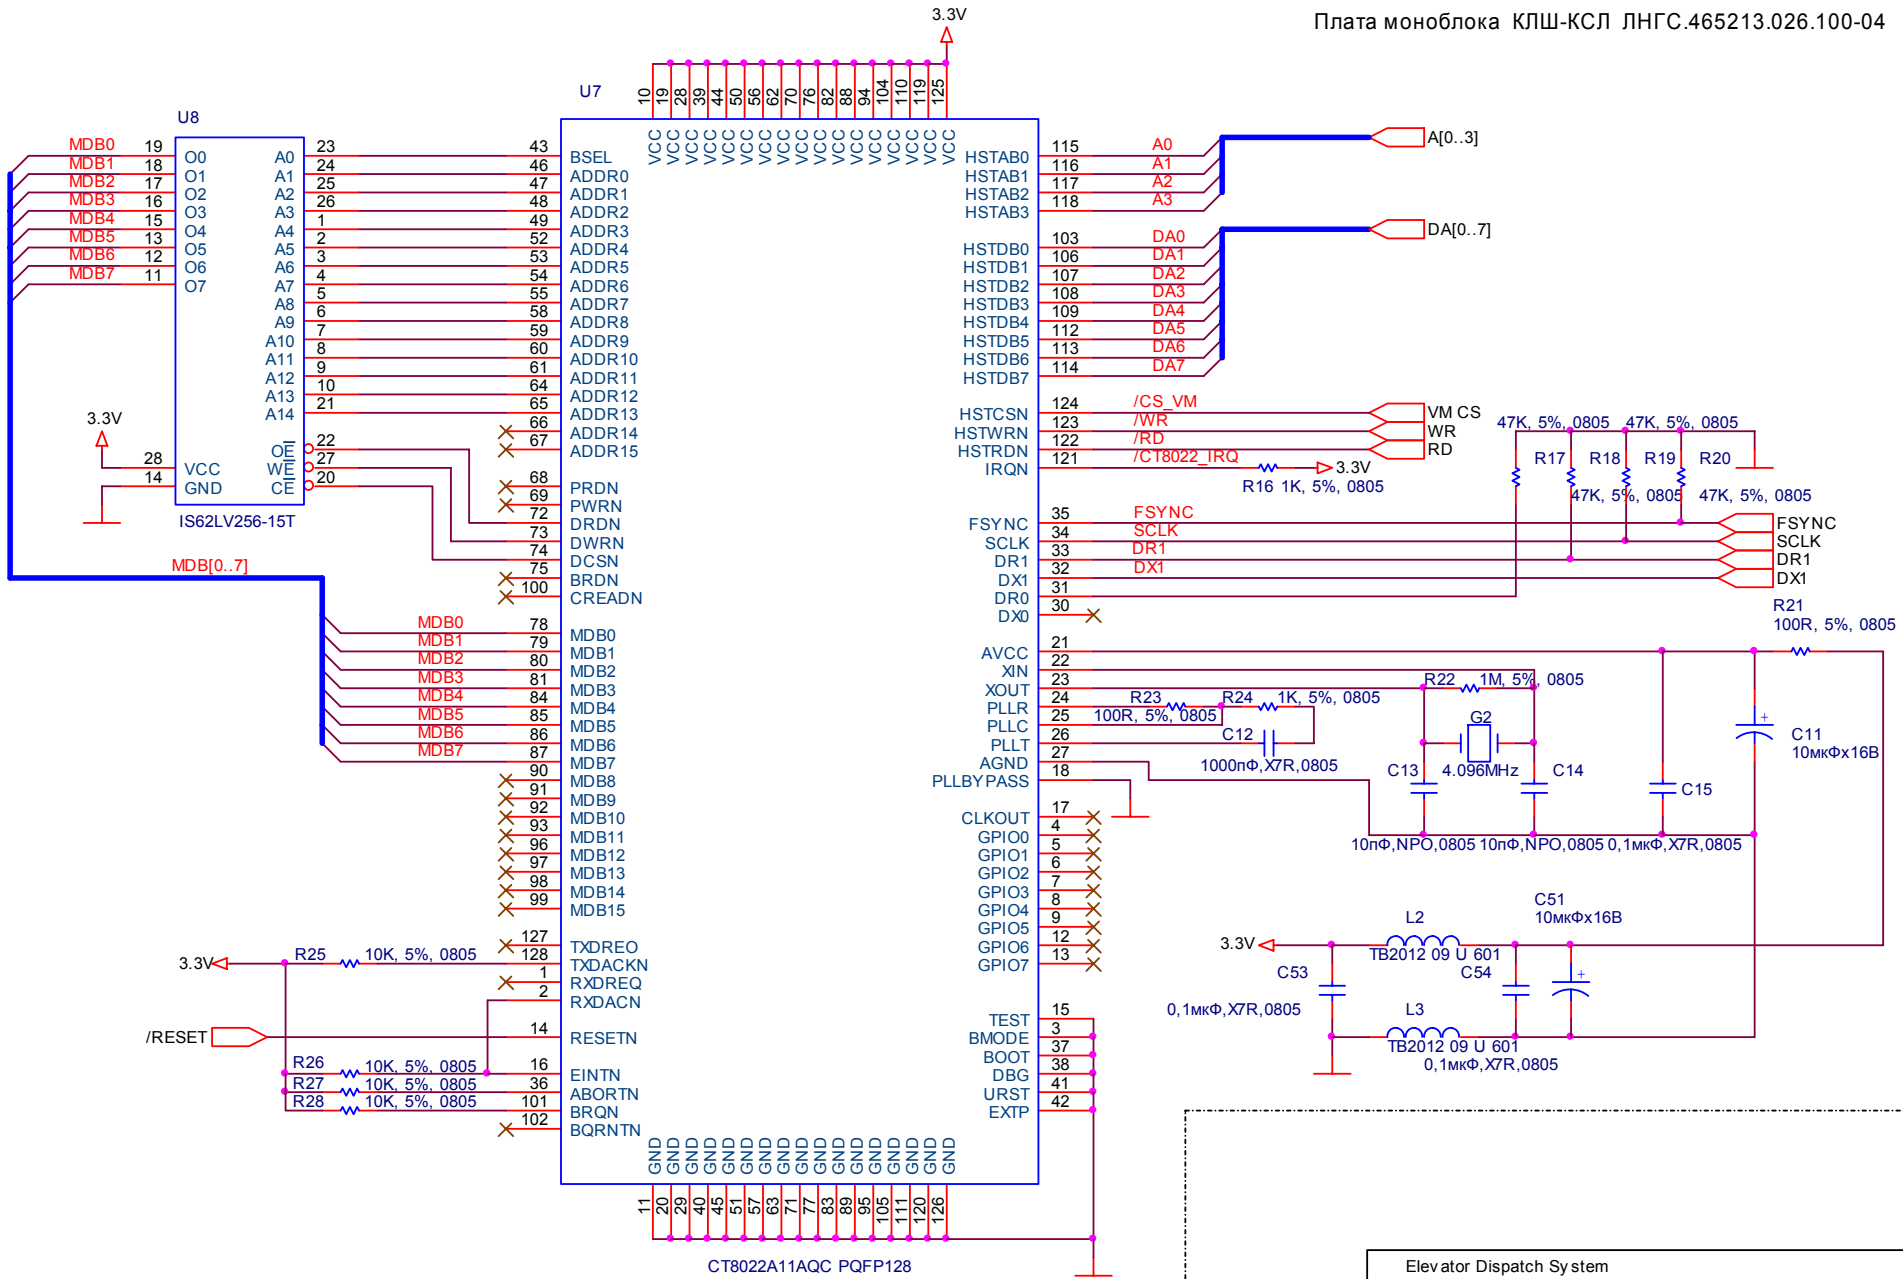 Плата моноблока КЛШ-КСЛ ЛНГС.465213.026.100-04
3.3V
U7
10 19 28 39 44 50 56 62 70 76 82 88 94 104 110 119 125
VCC VCC VCC VCC VCC VCC VCC VCC VCC VCC VCC VCC VCC VCC VCC VCC VCC
U8
MDB0 19 O0 A0 23
MDB1 18 O1 A1 24
MDB2 17 O2 A2 25
MDB3 16 O3 A3 26
MDB4 15 O4 A4 1
MDB5 13 O5 A5 2
MDB6 12 O6 A6 3
MDB7 11 O7 A7 4
A8 5
A9 6
A10 7
A11 8
A12 9
A13 10
A14 21
OE 22
WE 27
CE 20
3.3V
28 VCC
14 GND
IS62LV256-15T
MDB[0..7]
43 BSEL
46 ADDR0
47 ADDR1
48 ADDR2
49 ADDR3
52 ADDR4
53 ADDR5
54 ADDR6
55 ADDR7
58 ADDR8
59 ADDR9
60 ADDR10
61 ADDR11
64 ADDR12
65 ADDR13
66 ADDR14
67 ADDR15
68 PRDN
69 PWRN
72 DRDN
73 DWRN
74 DCSN
75 BRDN
100 CREADN
MDB0 78 MDB0
MDB1 79 MDB1
MDB2 80 MDB2
MDB3 81 MDB3
MDB4 84 MDB4
MDB5 85 MDB5
MDB6 86 MDB6
MDB7 87 MDB7
90 MDB8
91 MDB9
92 MDB10
93 MDB11
96 MDB12
97 MDB13
98 MDB14
99 MDB15
127 TXDREO
3.3V R25 10K, 5%, 0805 128 TXDACKN
1 RXDREQ
2 RXDACN
/RESET 14 RESETN
R26 10K, 5%, 0805 16 EINTN
R27 10K, 5%, 0805 36 ABORTN
R28 10K, 5%, 0805 101 BRQN
102 BQRNTN
HSTAB0 115 A0
HSTAB1 116 A1
HSTAB2 117 A2
HSTAB3 118 A3
A[0..3]
HSTDB0 103 DA0
HSTDB1 106 DA1
HSTDB2 107 DA2
HSTDB3 108 DA3
HSTDB4 109 DA4
HSTDB5 112 DA5
HSTDB6 113 DA6
HSTDB7 114 DA7
DA[0..7]
HSTCSN 124 /CS_VM VM CS
HSTWRN 123 /WR WR
HSTRDN 122 /RD RD
IRQN 121 /CT8022_IRQ 3.3V
R16 1K, 5%, 0805
47K, 5%, 0805 47K, 5%, 0805
R17 R18 R19 R20
47K, 5%, 0805 47K, 5%, 0805
FSYNC 35 FSYNC FSYNC
SCLK 34 SCLK SCLK
DR1 33 DR1 DR1
DX1 32 DX1 DX1
DR0 31
DX0 30
R21
100R, 5%, 0805
AVCC 21
XIN 22
XOUT 23
PLLR 24
PLLC 25
PLLT 26
AGND 27
PLLBYPASS 18
R22 1M, 5%, 0805
R23 R24 1K, 5%, 0805
100R, 5%, 0805
C12
1000пФ,X7R,0805
G2
4.096MHz
C13 C14 C15
C11
10мкФх16В
10пФ,NPO,0805 10пФ,NPO,0805 0,1мкФ,X7R,0805
CLKOUT 17
GPIO0 4
GPIO1 5
GPIO2 6
GPIO3 7
GPIO4 8
GPIO5 9
GPIO6 12
GPIO7 13
C51
10мкФх16В
3.3V L2
TB2012 09 U 601
C53 C54
0,1мкФ,X7R,0805
L3
TB2012 09 U 601
0,1мкФ,X7R,0805
TEST 15
BMODE 3
BOOT 37
DBG 38
URST 41
EXTP 42
GND GND GND GND GND GND GND GND GND GND GND GND GND GND GND GND GND
11 20 29 40 45 51 57 63 71 77 83 89 95 105 111 120 126
CT8022A11AQC PQFP128
Elevator Dispatch System